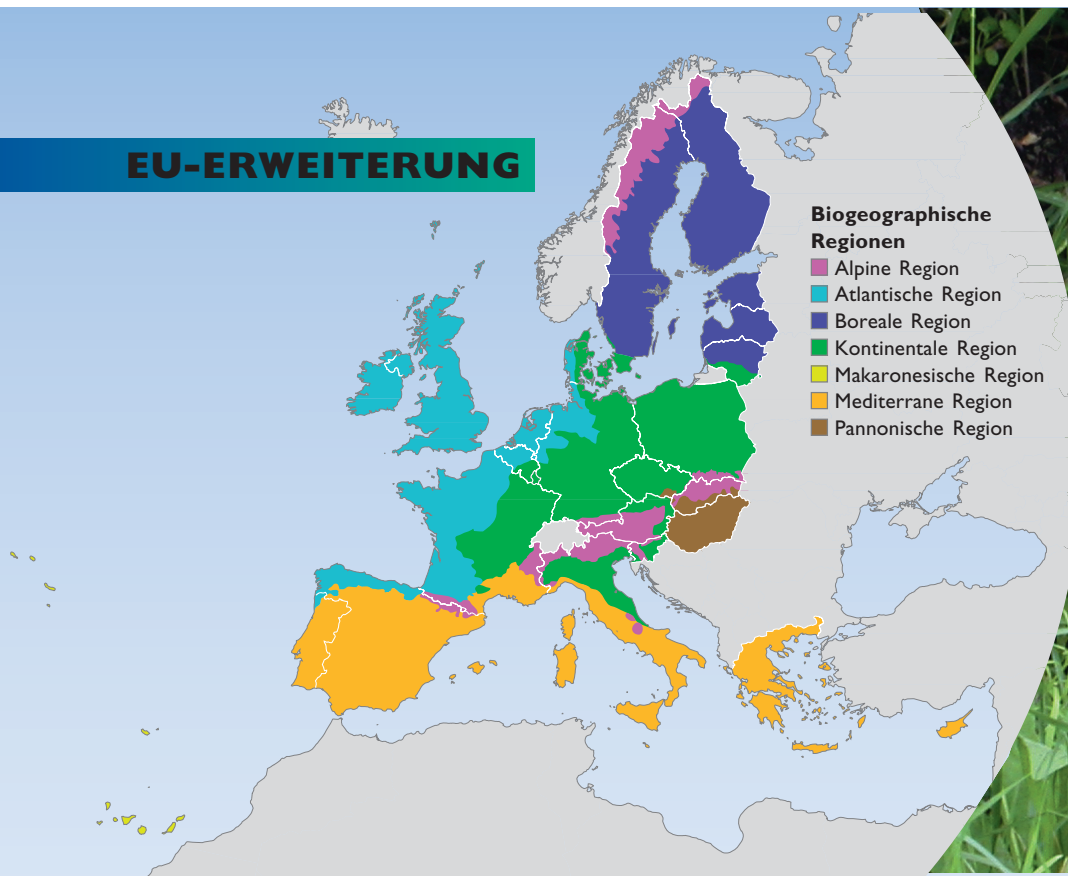 EU-ERWEITERUNG
Biogeographische
Regionen
Alpine Region
Atlantische Region
Boreale Region
Kontinentale Region
Makaronesische Region
Mediterrane Region
Pannonische Region